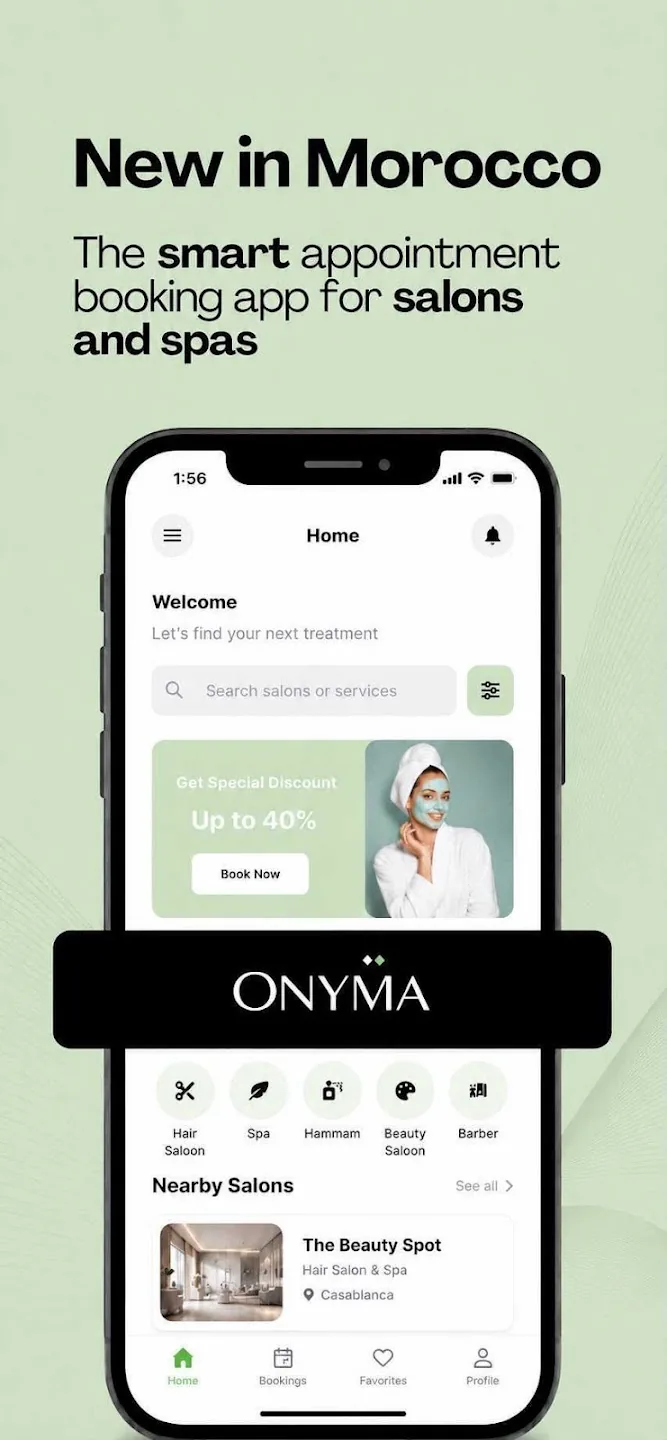 New in Morocco
The smart appointment
booking app for salons
and spas
1:56
Home
Welcome
Let's find your next treatment
Search salons or services
Get Special Discount
Up to 40%
Book Now
ONYMA
Hair
Saloon
Spa
Hammam
Beauty
Saloon
Barber
Nearby Salons
See all
The Beauty Spot
Hair Salon & Spa
Casablanca
Home
Bookings
Favorites
Profile